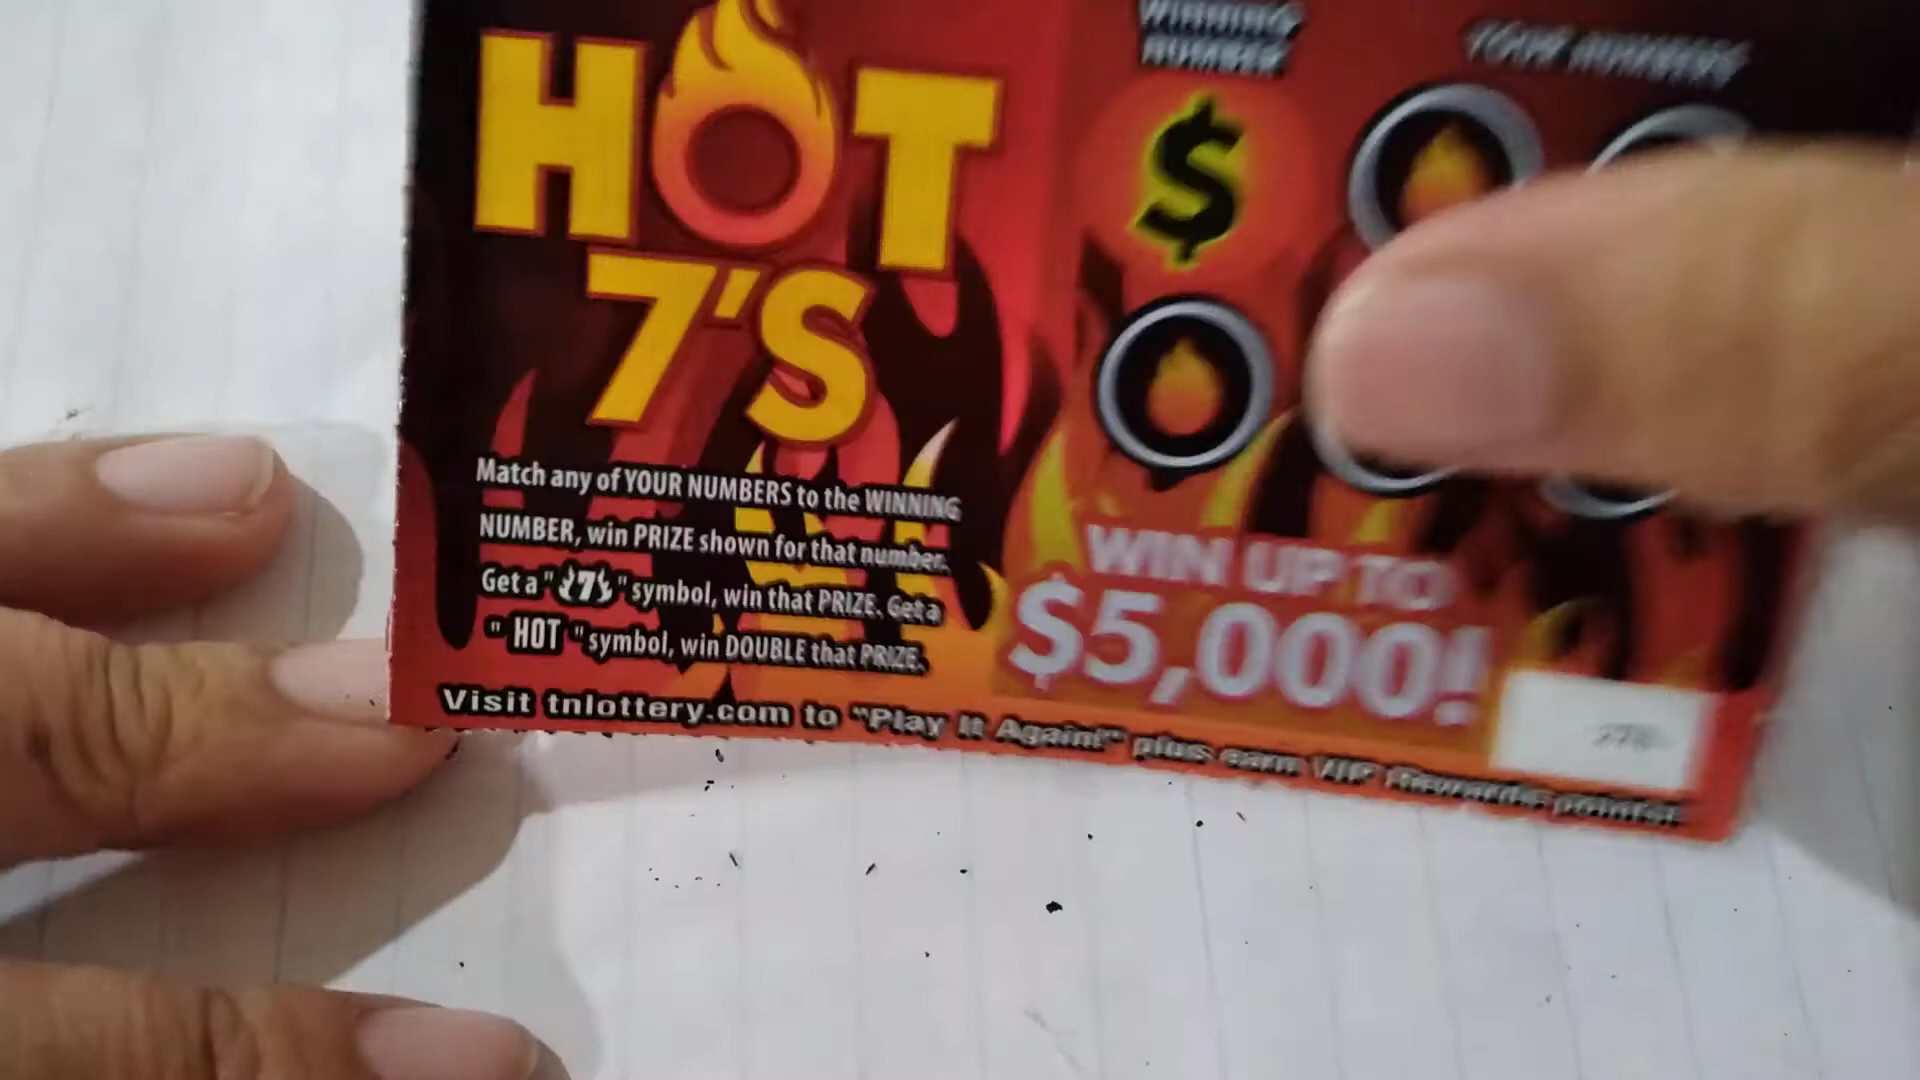 HOT
7'S
WINNING
NUMBER
YOUR NUMBERS
$
Match any of YOUR NUMBERS to the WINNING
NUMBER, win PRIZE shown for that number.
Get a "7" symbol, win that PRIZE. Get a
"HOT" symbol, win DOUBLE that PRIZE.
WIN UP TO
$5,000!
Visit tnlottery.com to "Play It Again!" plus earn VIP Rewards points!